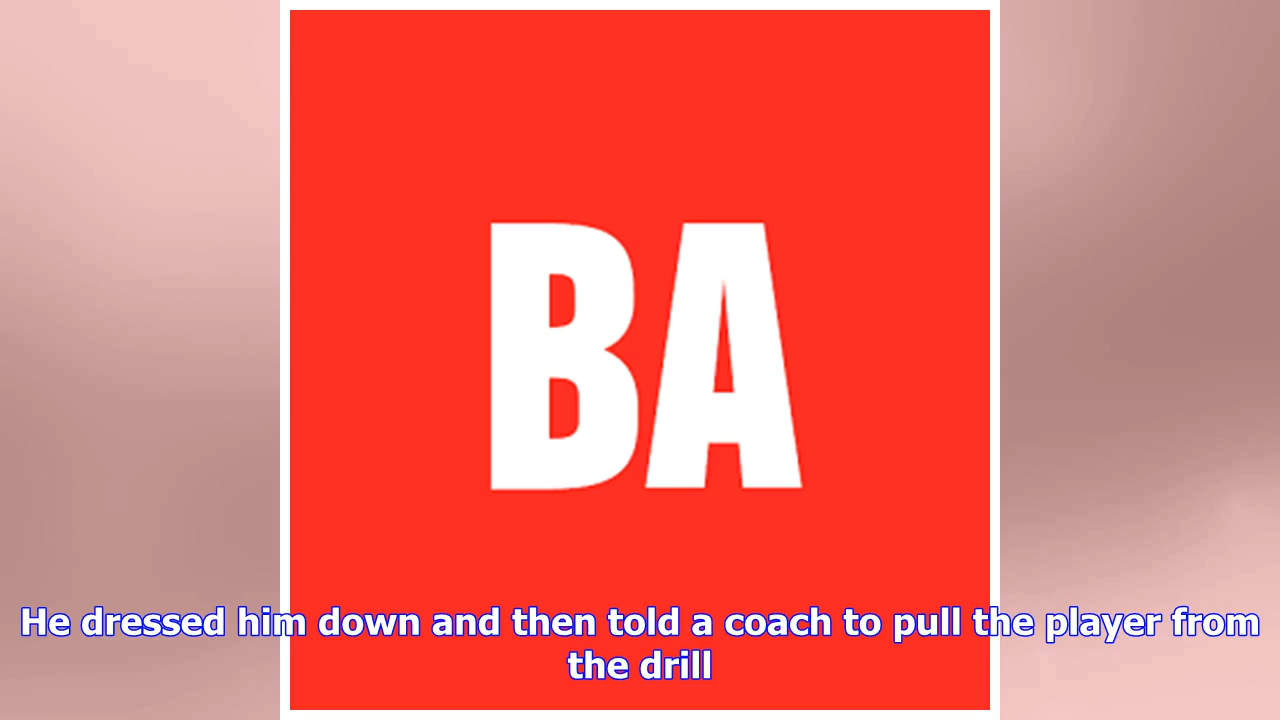 BA
He dressed him down and then told a coach to pull the player from
the drill